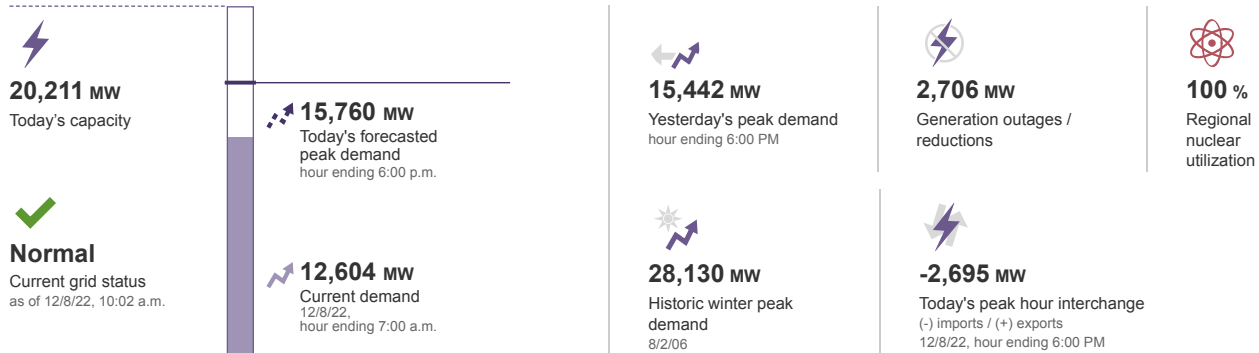 20,211 MW
Today's capacity
Normal
Current grid status
as of 12/8/22, 10:02 a.m.
15,760 MW
Today's forecasted
peak demand
hour ending 6:00 p.m.
12,604 MW
Current demand
12/8/22,
hour ending 7:00 a.m.
15,442 MW
Yesterday's peak demand
hour ending 6:00 PM
2,706 MW
Generation outages /
reductions
100 %
Regional
nuclear
utilization
28,130 MW
Historic winter peak
demand
8/2/06
-2,695 MW
Today's peak hour interchange
(-) imports / (+) exports
12/8/22, hour ending 6:00 PM